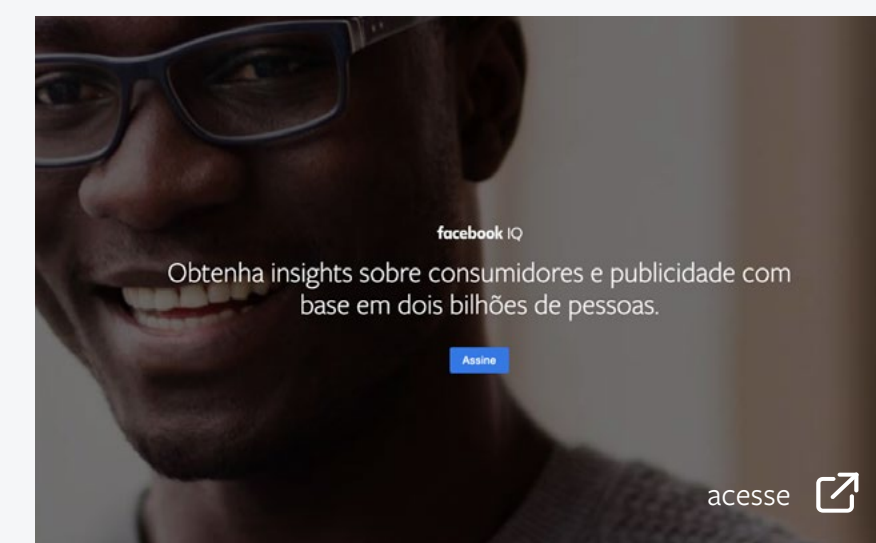 facebook IQ
Obtenha insights sobre consumidores e publicidade com
base em dois bilhões de pessoas.
Assine
acesse